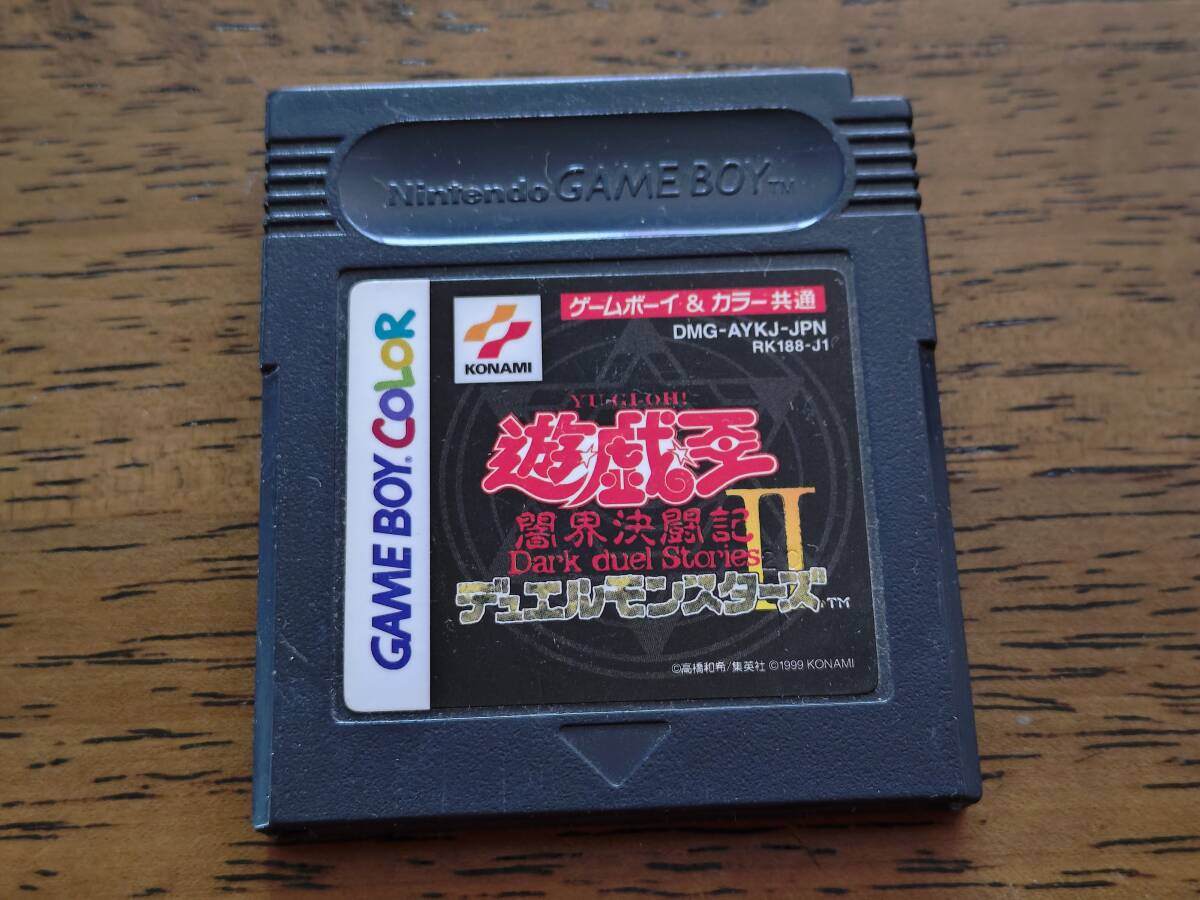 Nintendo GAME BOY™
GAME BOY COLOR
KONAMI
ゲームボーイ & カラー共通
DMG-AYKJ-JPN
RK188-J1
YU-GI-OH!
遊☆戯☆王
闇界決闘記
Dark duel Stories
II
デュエルモンスターズ™
©高橋和希/集英社 ©1999 KONAMI